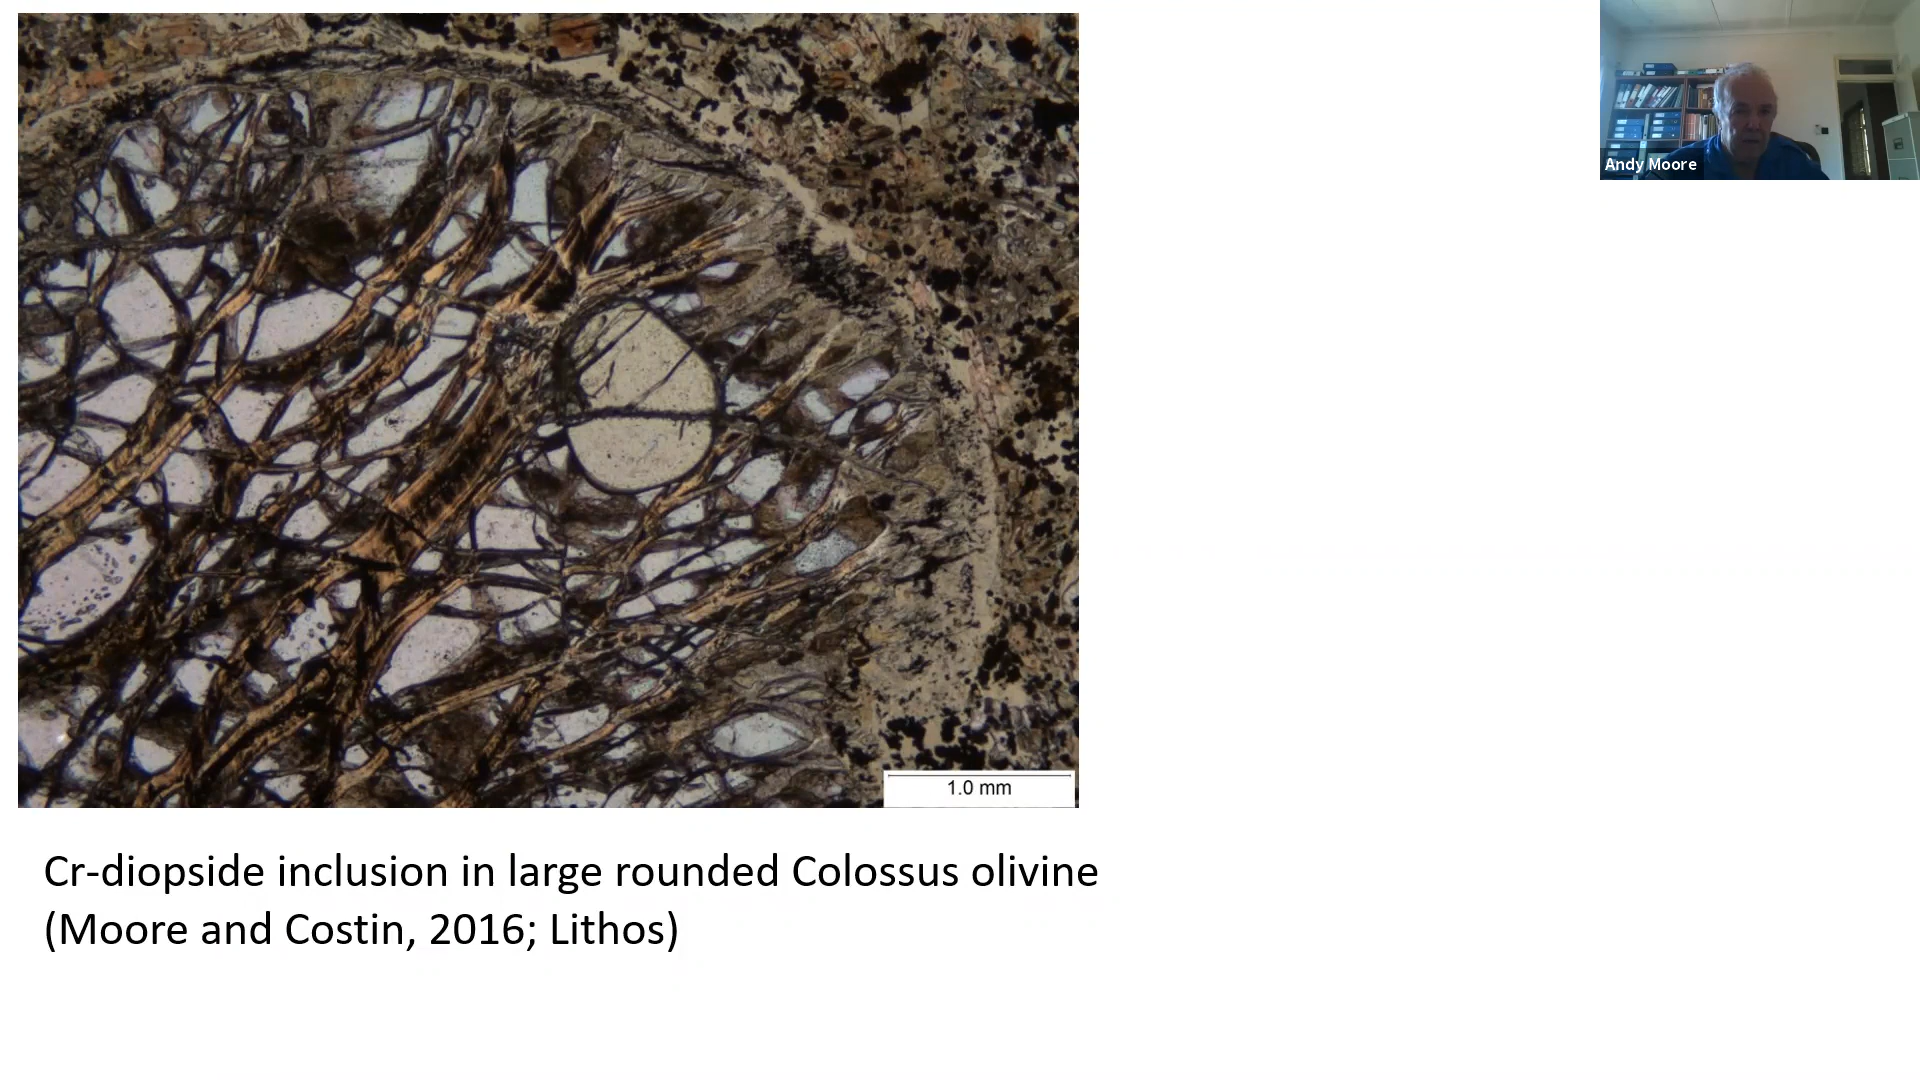 Andy Moore
1.0 mm
Cr-diopside inclusion in large rounded Colossus olivine
(Moore and Costin, 2016; Lithos)